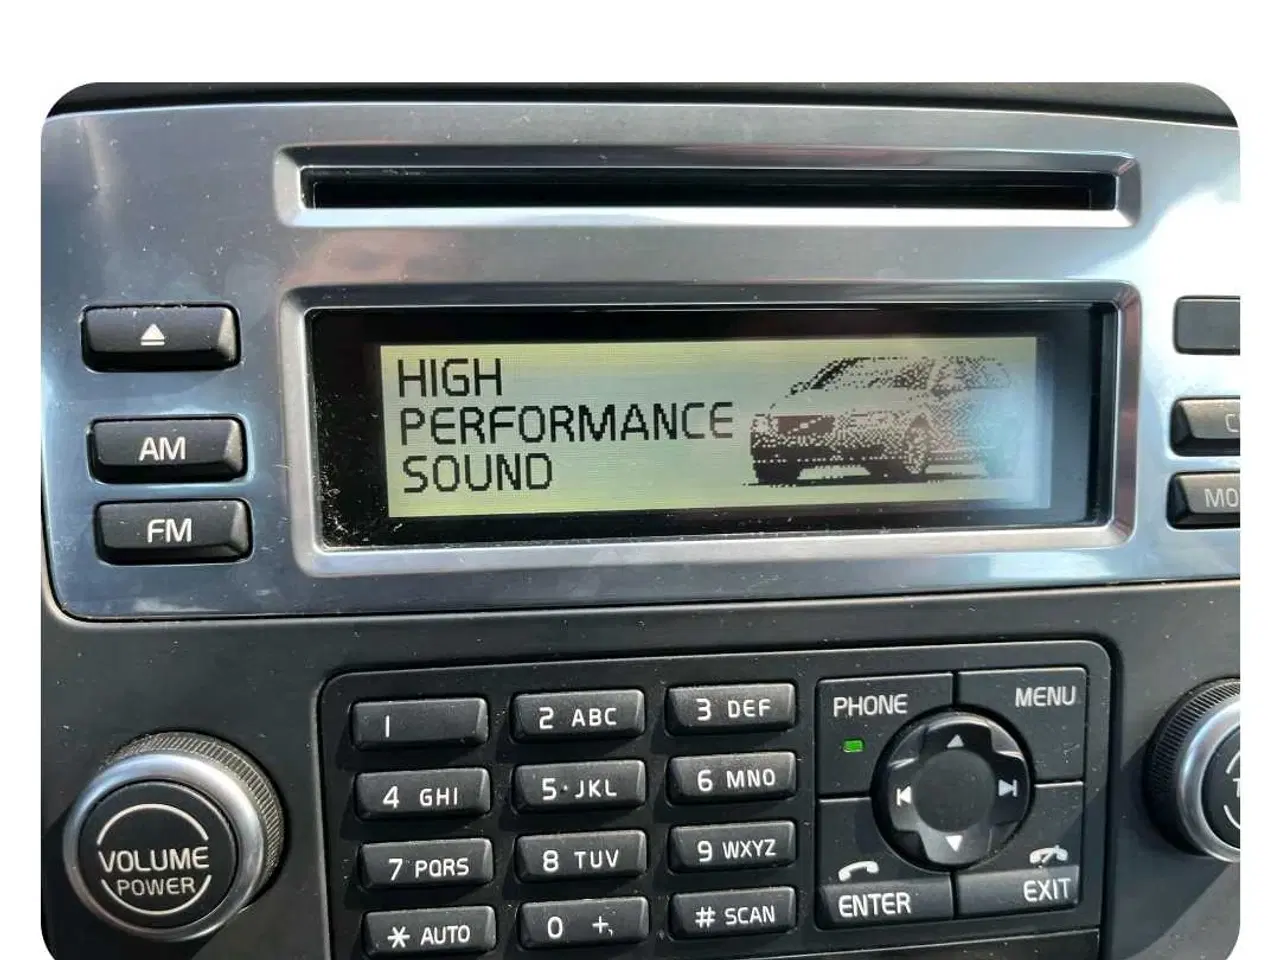 HIGH
PERFORMANCE
SOUND
AM
FM
VOLUME
POWER
1
2 ABC
3 DEF
4 GHI
5 JKL
6 MNO
7 PQRS
8 TUV
9 WXYZ
* AUTO
0 +
# SCAN
PHONE
MENU
ENTER
EXIT